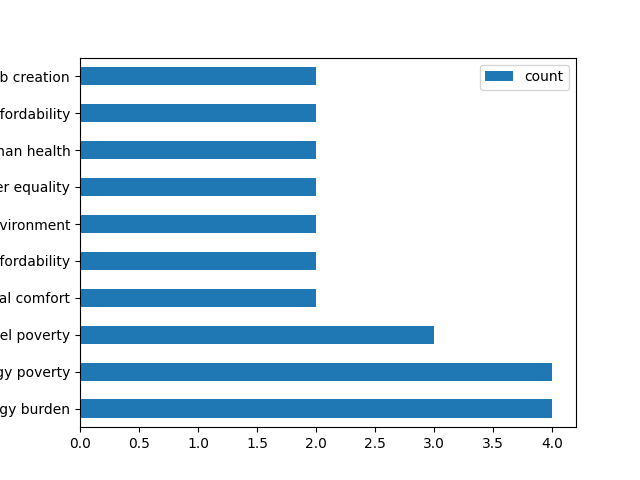 b creation
count
fordability
nan health
er equality
vironment
fordability
al comfort
el poverty
gy poverty
gy burden
0.0 0.5 1.0 1.5 2.0 2.5 3.0 3.5 4.0